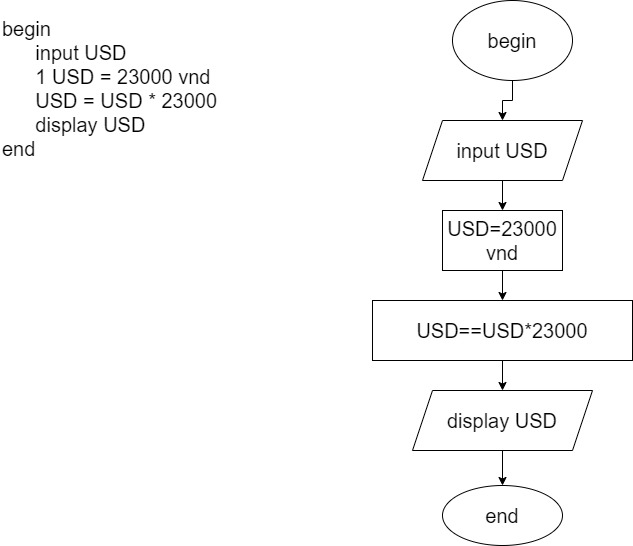 begin
input USD
1 USD = 23000 vnd
USD = USD * 23000
display USD
end
begin
input USD
USD=23000
vnd
USD==USD*23000
display USD
end